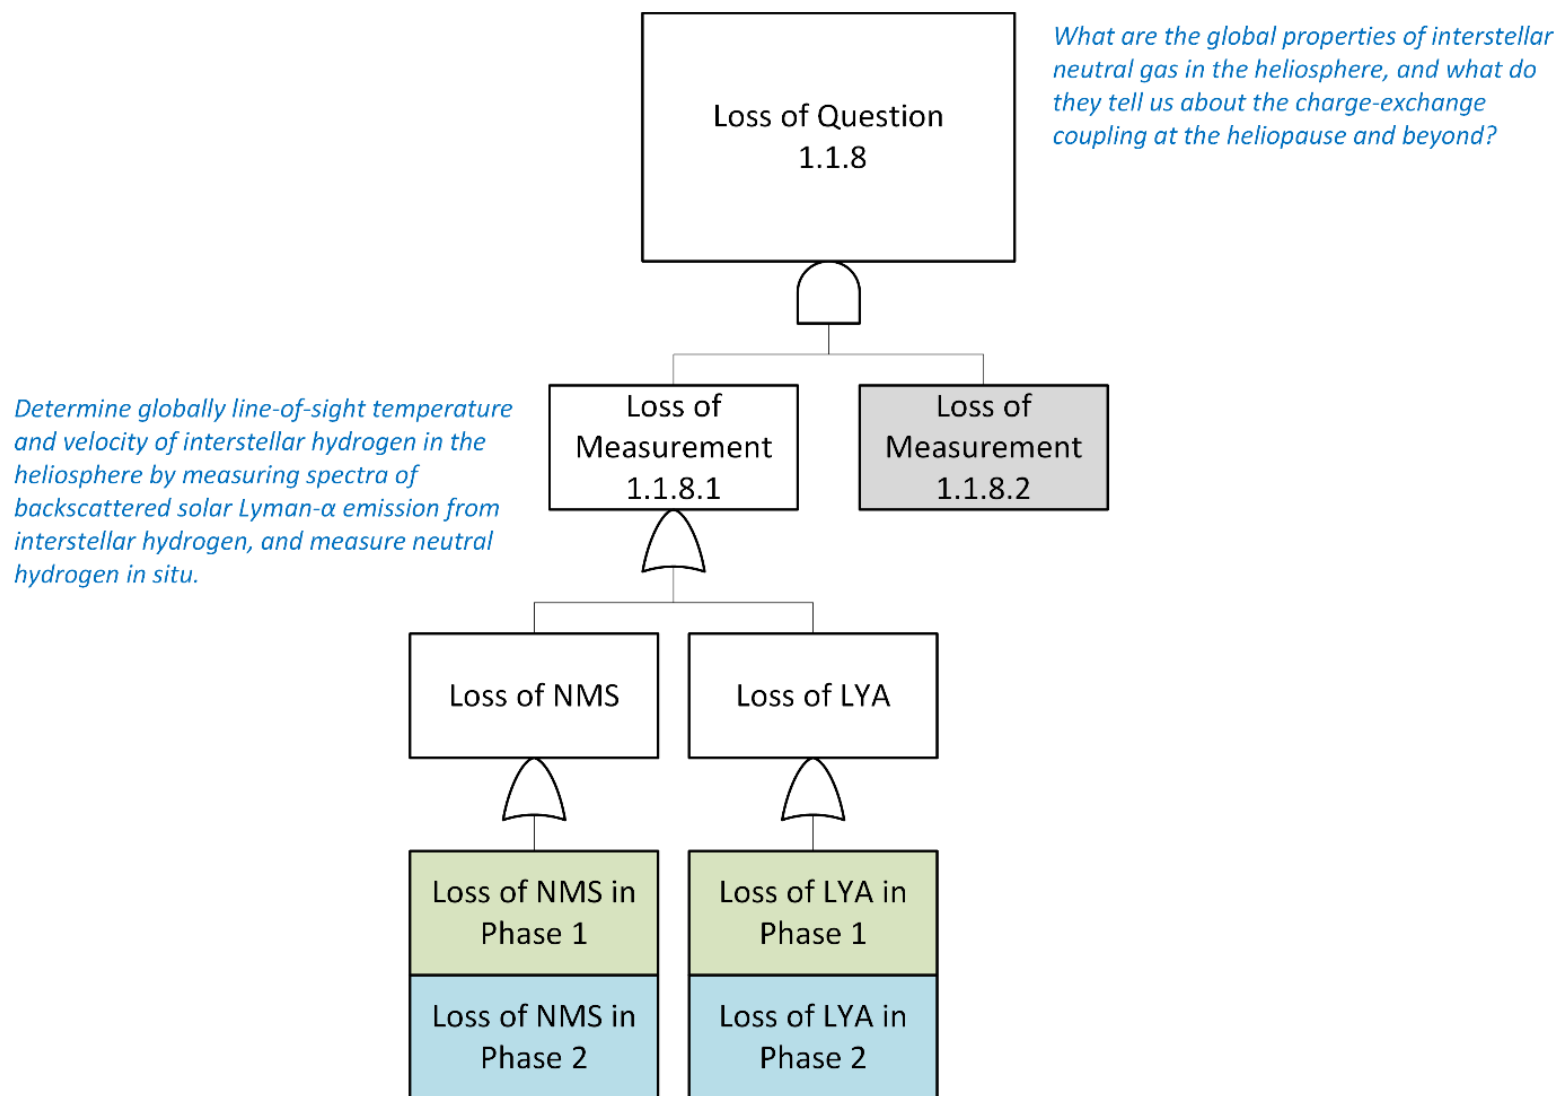 Loss of Question
1.1.8
What are the global properties of interstellar
neutral gas in the heliosphere, and what do
they tell us about the charge-exchange
coupling at the heliopause and beyond?
Determine globally line-of-sight temperature
and velocity of interstellar hydrogen in the
heliosphere by measuring spectra of
backscattered solar Lyman-α emission from
interstellar hydrogen, and measure neutral
hydrogen in situ.
Loss of
Measurement
1.1.8.1
Loss of
Measurement
1.1.8.2
Loss of NMS
Loss of LYA
Loss of NMS in
Phase 1
Loss of LYA in
Phase 1
Loss of NMS in
Phase 2
Loss of LYA in
Phase 2